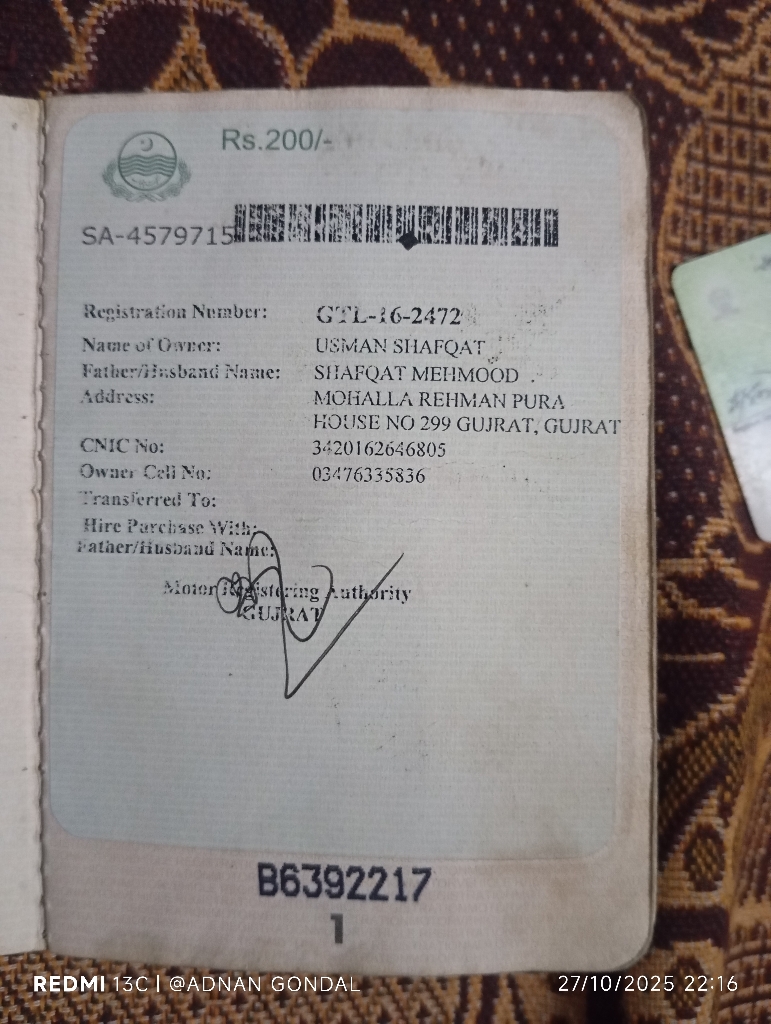 Rs.200/-
SA-4579715
Registration Number: GTL-16-2472
Name of Owner: USMAN SHAFQAT
Father/Husband Name: SHAFQAT MEHMOOD
Address: MOHALLA REHMAN PURA
HOUSE NO 299 GUJRAT, GUJRAT
CNIC No: 3420162646805
Owner Cell No: 03476335836
Transferred To:
Hire Purchase With:
Father/Husband Name:
Motor Registering Authority
GUJRAT
B6392217
1
REDMI 13C | @ADNAN GONDAL 27/10/2025 22:16